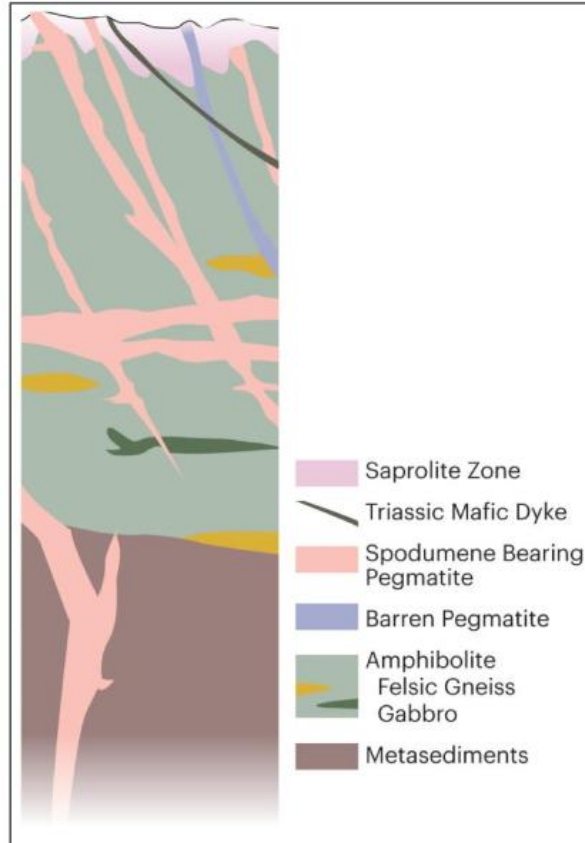 Saprolite Zone
Triassic Mafic Dyke
Spodumene Bearing
Pegmatite
Barren Pegmatite
Amphibolite
Felsic Gneiss
Gabbro
Metasediments